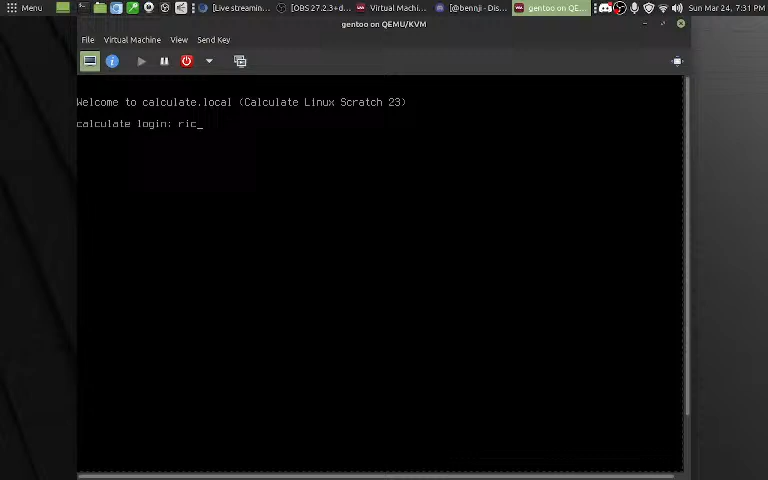 Menu [Live streamin... [OBS 27.2.3+d... Virtual Machin... [@bennji - Dis... gentoo on QE... Sun Mar 24, 7:31 PM
gentoo on QEMU/KVM
File Virtual Machine View Send Key
Welcome to calculate.local (Calculate Linux Scratch 23)
calculate login: ric_